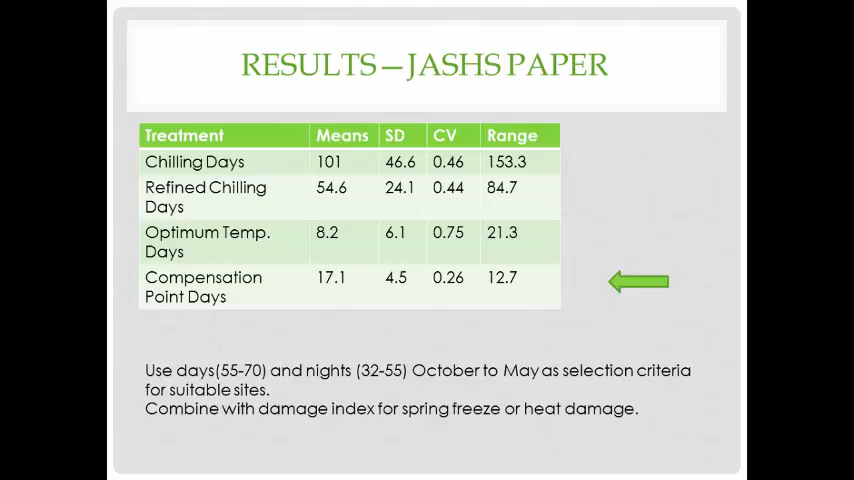 RESULTS—JASHS PAPER
Treatment Means SD CV Range
Chilling Days 101 46.6 0.46 153.3
Refined Chilling Days 54.6 24.1 0.44 84.7
Optimum Temp. Days 8.2 6.1 0.75 21.3
Compensation Point Days 17.1 4.5 0.26 12.7
Use days(55-70) and nights (32-55) October to May as selection criteria
for suitable sites.
Combine with damage index for spring freeze or heat damage.